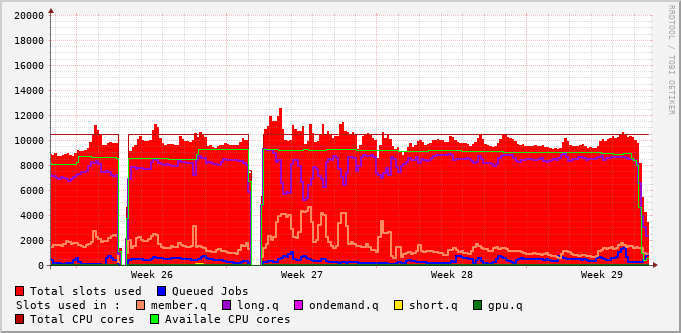 RRDTOOL / TOBI OETIKER
20000
18000
16000
14000
12000
10000
8000
6000
4000
2000
0
Week 26 Week 27 Week 28 Week 29
Total slots used Queued Jobs
Slots used in : member.q long.q ondemand.q short.q gpu.q
Total CPU cores Availale CPU cores